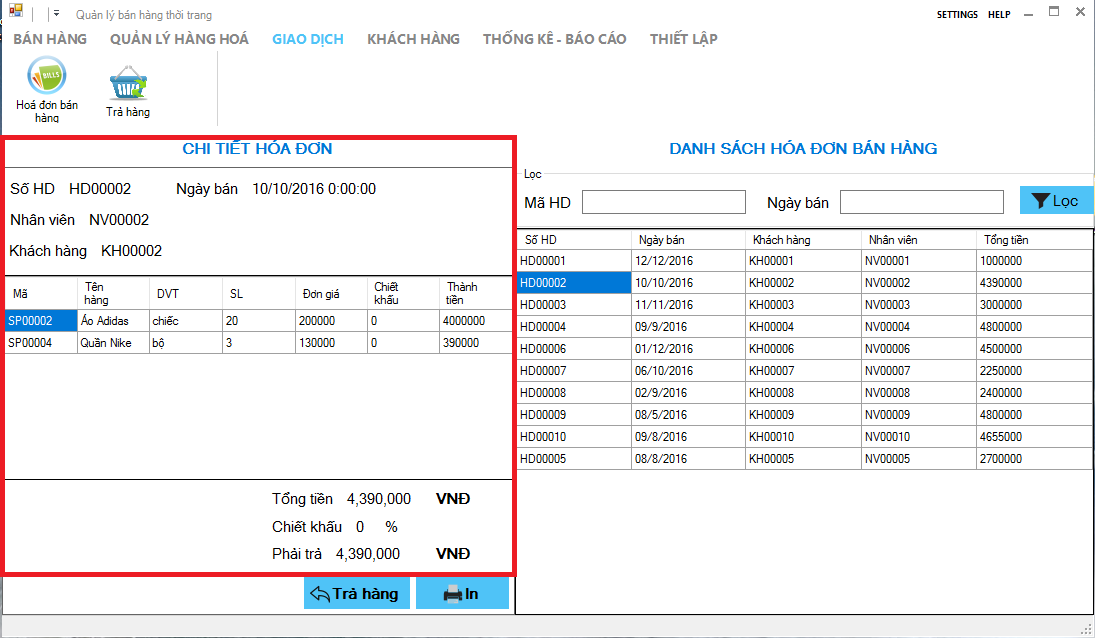 Quản lý bán hàng thời trang
SETTINGS HELP
BÁN HÀNG QUẢN LÝ HÀNG HOÁ GIAO DỊCH KHÁCH HÀNG THỐNG KÊ - BÁO CÁO THIẾT LẬP
BILLS
Hoá đơn bán
hàng
Trả hàng
CHI TIẾT HÓA ĐƠN
Số HD HD00002 Ngày bán 10/10/2016 0:00:00
Nhân viên NV00002
Khách hàng KH00002
Mã Tên hàng DVT SL Đơn giá Chiết khấu Thành tiền
SP00002 Áo Adidas chiếc 20 200000 0 4000000
SP00004 Quần Nike bộ 3 130000 0 390000
Tổng tiền 4,390,000 VNĐ
Chiết khấu 0 %
Phải trả 4,390,000 VNĐ
Trả hàng In
DANH SÁCH HÓA ĐƠN BÁN HÀNG
Lọc
Mã HD Ngày bán Lọc
Số HD Ngày bán Khách hàng Nhân viên Tổng tiền
HD00001 12/12/2016 KH00001 NV00001 1000000
HD00002 10/10/2016 KH00002 NV00002 4390000
HD00003 11/11/2016 KH00003 NV00003 3000000
HD00004 09/9/2016 KH00004 NV00004 4800000
HD00006 01/12/2016 KH00006 NV00006 4500000
HD00007 06/10/2016 KH00007 NV00007 2250000
HD00008 02/9/2016 KH00008 NV00008 2400000
HD00009 08/5/2016 KH00009 NV00009 4800000
HD00010 09/8/2016 KH00010 NV00010 4655000
HD00005 08/8/2016 KH00005 NV00005 2700000